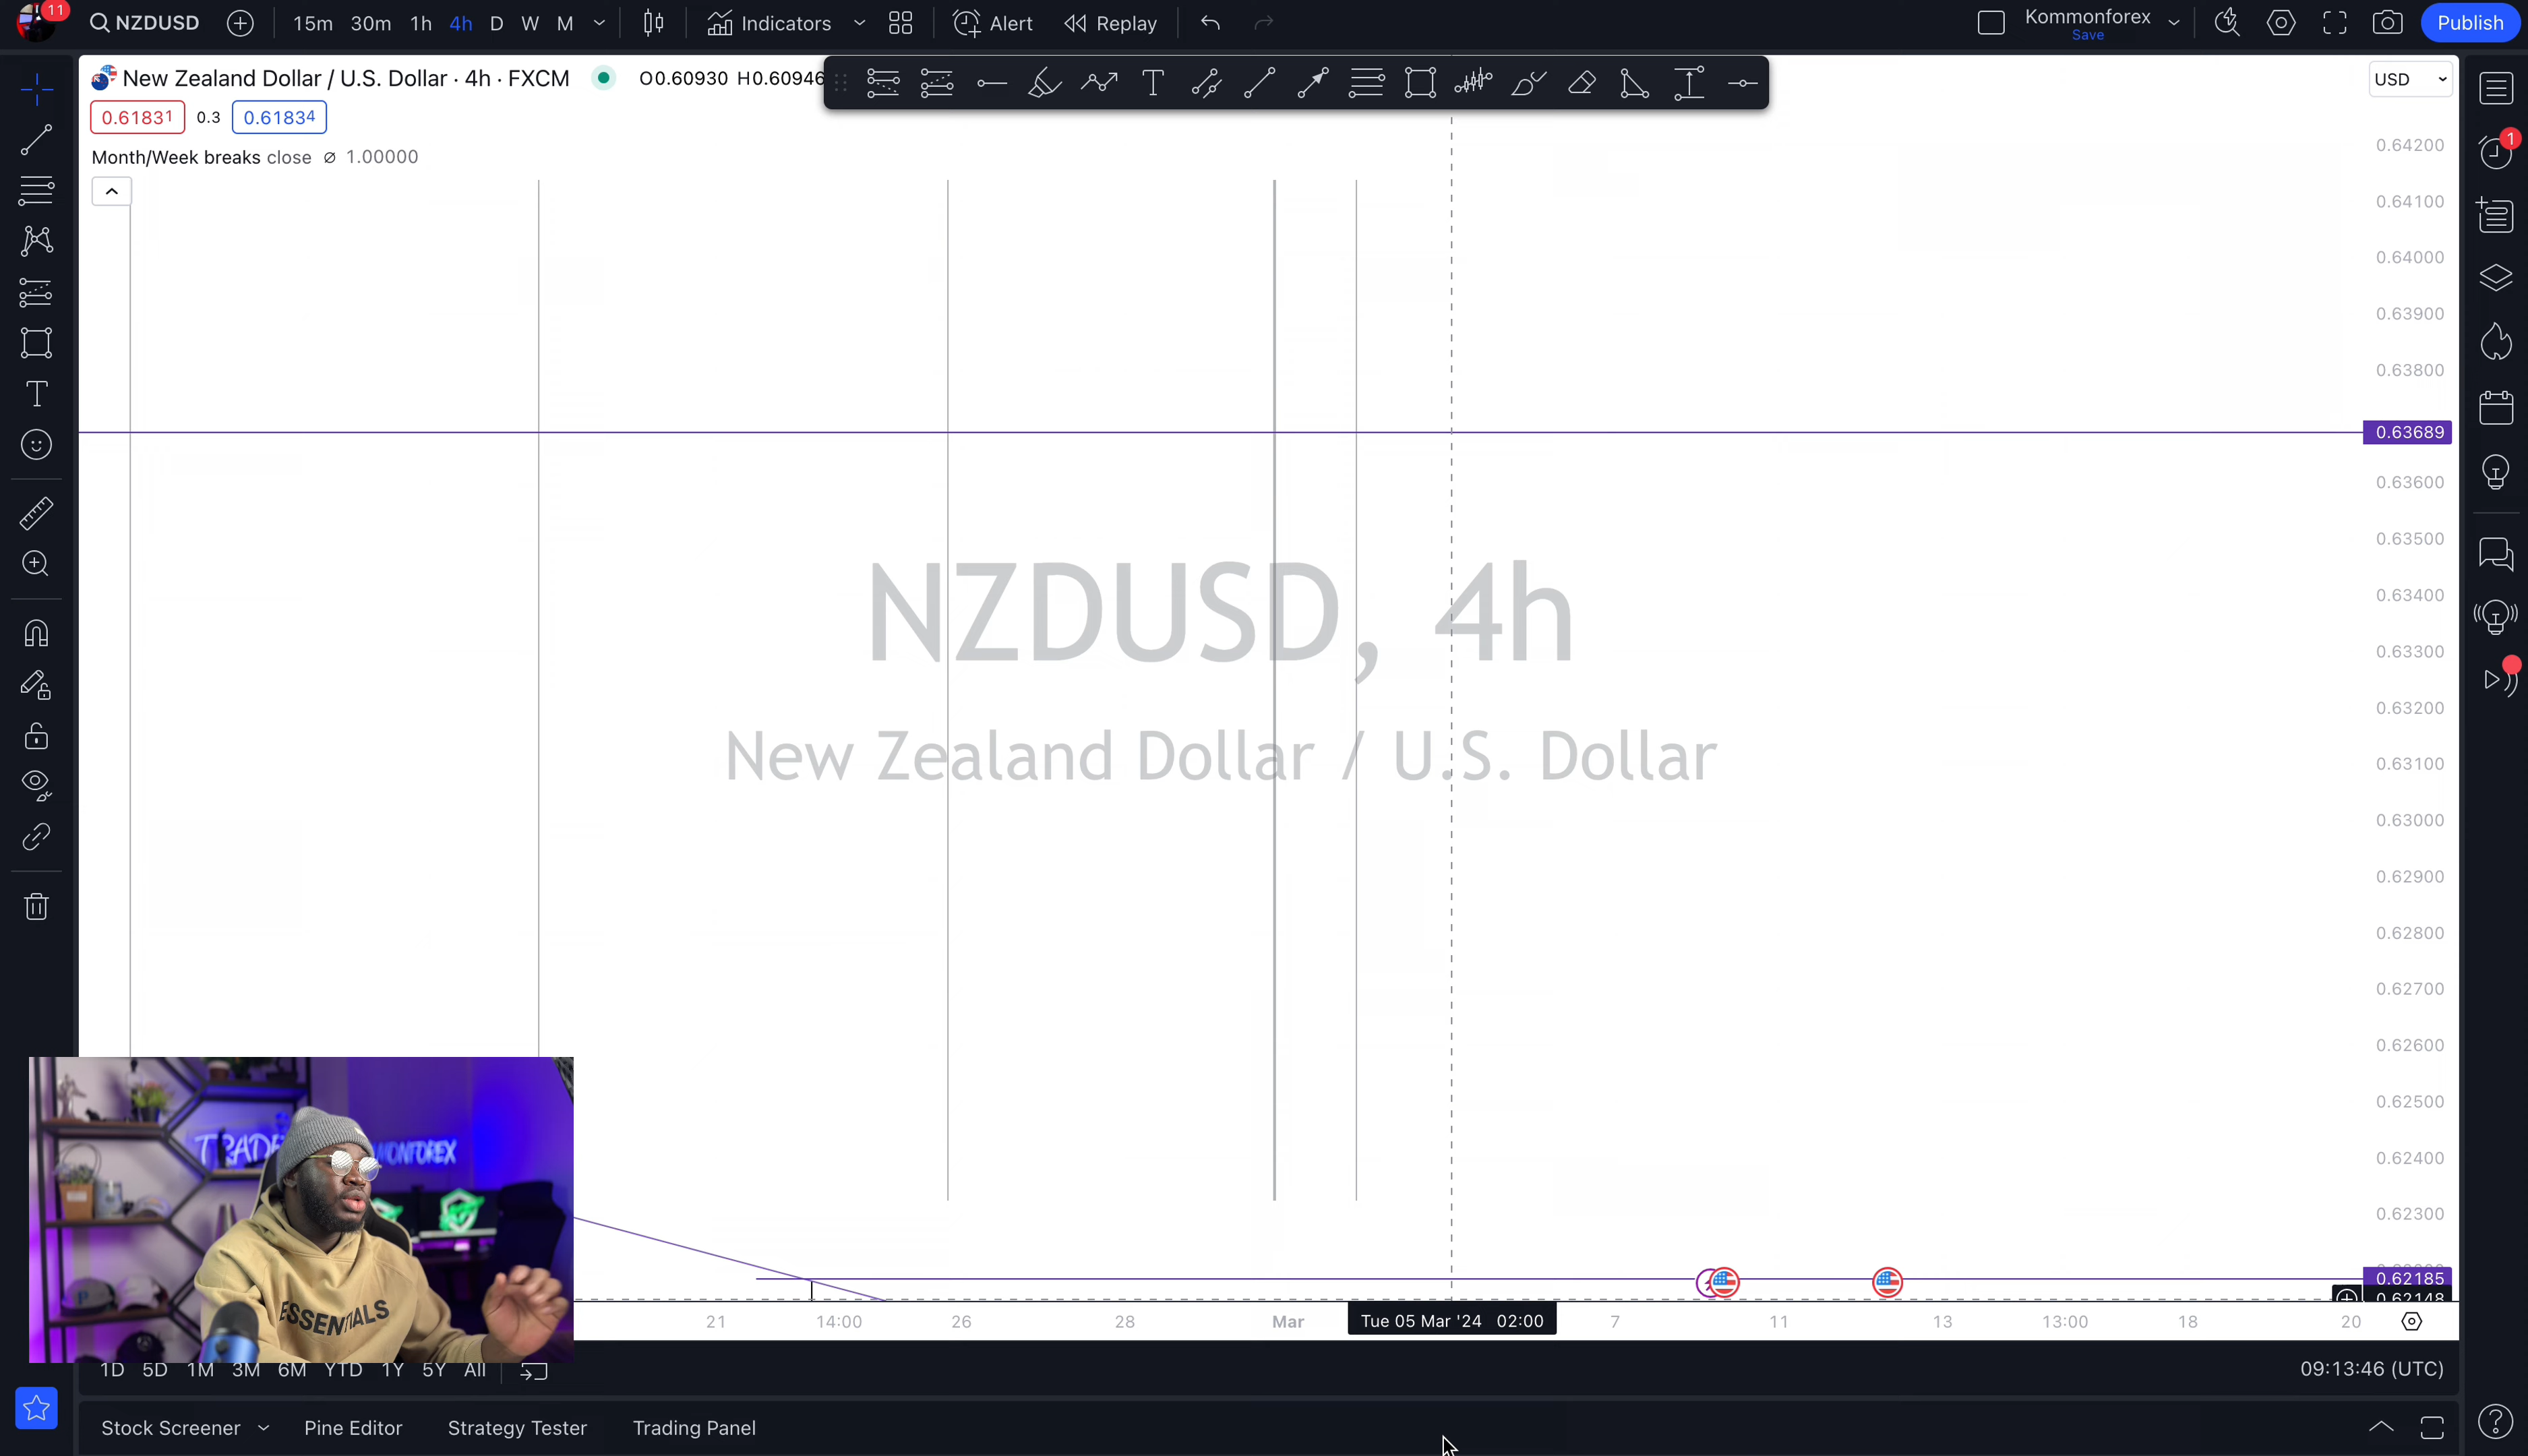 11 NZDUSD 15m 30m 1h 4h D W M Indicators Alert Replay Kommonforex Save Publish
New Zealand Dollar / U.S. Dollar · 4h · FXCM O0.60930 H0.60946 USD
0.61831 0.3 0.61834
Month/Week breaks close ⌀ 1.00000
1
0.64200
0.64100
0.64000
0.63900
0.63800
0.63689
0.63600
0.63500
0.63400
0.63300
0.63200
0.63100
0.63000
0.62900
0.62800
0.62700
0.62600
0.62500
0.62400
0.62300
0.62185
0.62148
NZDUSD, 4h
New Zealand Dollar / U.S. Dollar
ESSENTIALS
21 14:00 26 28 Mar Tue 05 Mar '24 02:00 7 11 13 13:00 18 20
1D 5D 1M 3M 6M YTD 1Y 5Y All 09:13:46 (UTC)
Stock Screener Pine Editor Strategy Tester Trading Panel